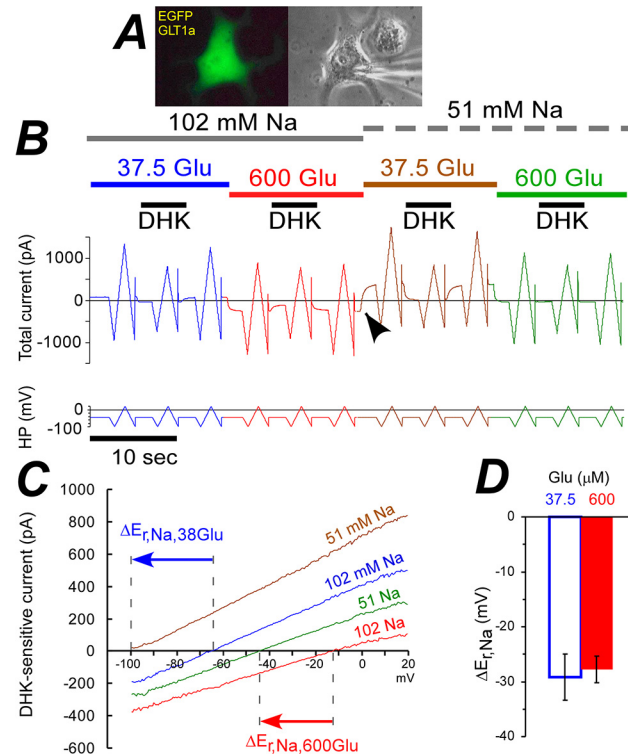 A
EGFP
GLT1a
B
102 mM Na
51 mM Na
37.5 Glu
600 Glu
37.5 Glu
600 Glu
DHK
DHK
DHK
DHK
Total current (pA)
1000
0
-1000
HP (mV)
0
-100
10 sec
C
DHK-sensitive current (pA)
1000
800
600
400
200
0
-200
-400
-600
ΔEr,Na,38Glu
51 mM Na
102 mM Na
51 Na
102 Na
-100 -80 -60 -40 -20 0 20
mV
ΔEr,Na,600Glu
D
Glu (μM)
37.5 600
ΔEr,Na (mV)
0
-10
-20
-30
-40